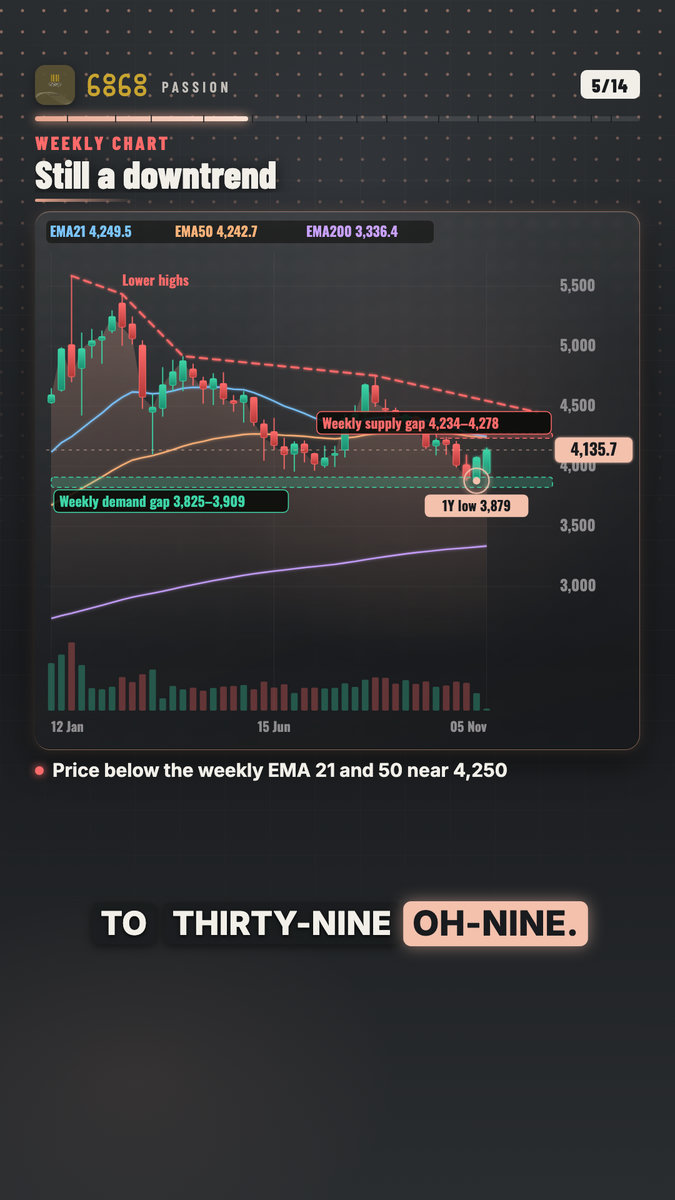 6868 PASSION
5/14
WEEKLY CHART
Still a downtrend
EMA21 4,249.5 EMA50 4,242.7 EMA200 3,336.4
Lower highs
5,500
5,000
4,500
Weekly supply gap 4,234–4,278
4,135.7
4,000
Weekly demand gap 3,825–3,909
1Y low 3,879
3,500
3,000
12 Jan 15 Jun 05 Nov
Price below the weekly EMA 21 and 50 near 4,250
TO THIRTY-NINE OH-NINE.